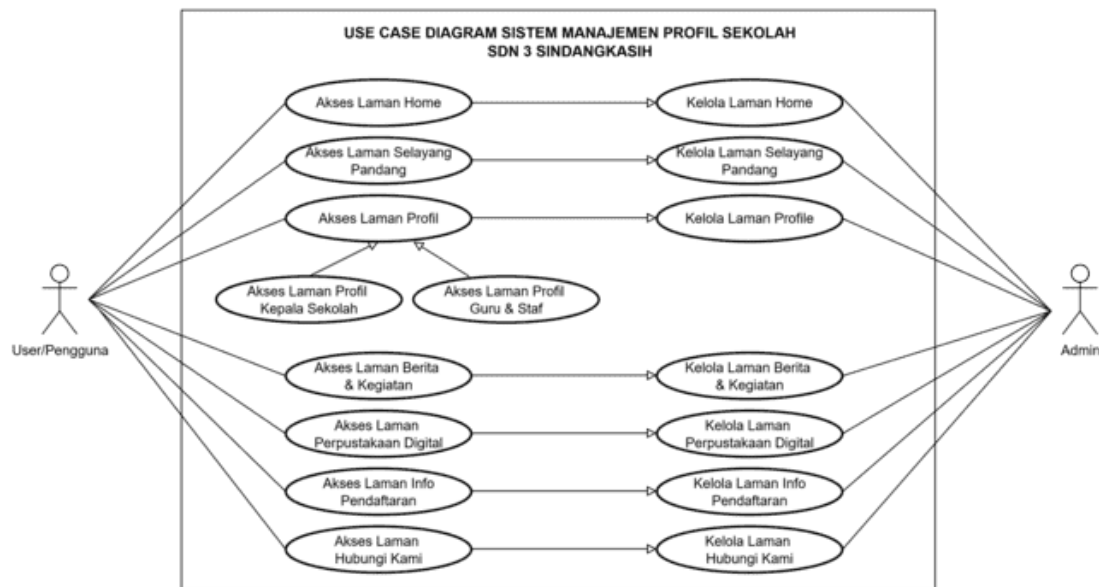 USE CASE DIAGRAM SISTEM MANAJEMEN PROFIL SEKOLAH
SDN 3 SINDANGKASIH
Akses Laman Home
Kelola Laman Home
Akses Laman Selayang
Pandang
Kelola Laman Selayang
Pandang
Akses Laman Profil
Kelola Laman Profile
Akses Laman Profil
Kepala Sekolah
Akses Laman Profil
Guru & Staf
User/Pengguna
Admin
Akses Laman Berita
& Kegiatan
Kelola Laman Berita
& Kegiatan
Akses Laman
Perpustakaan Digital
Kelola Laman
Perpustakaan Digital
Akses Laman Info
Pendaftaran
Kelola Laman Info
Pendaftaran
Akses Laman
Hubungi Kami
Kelola Laman
Hubungi Kami